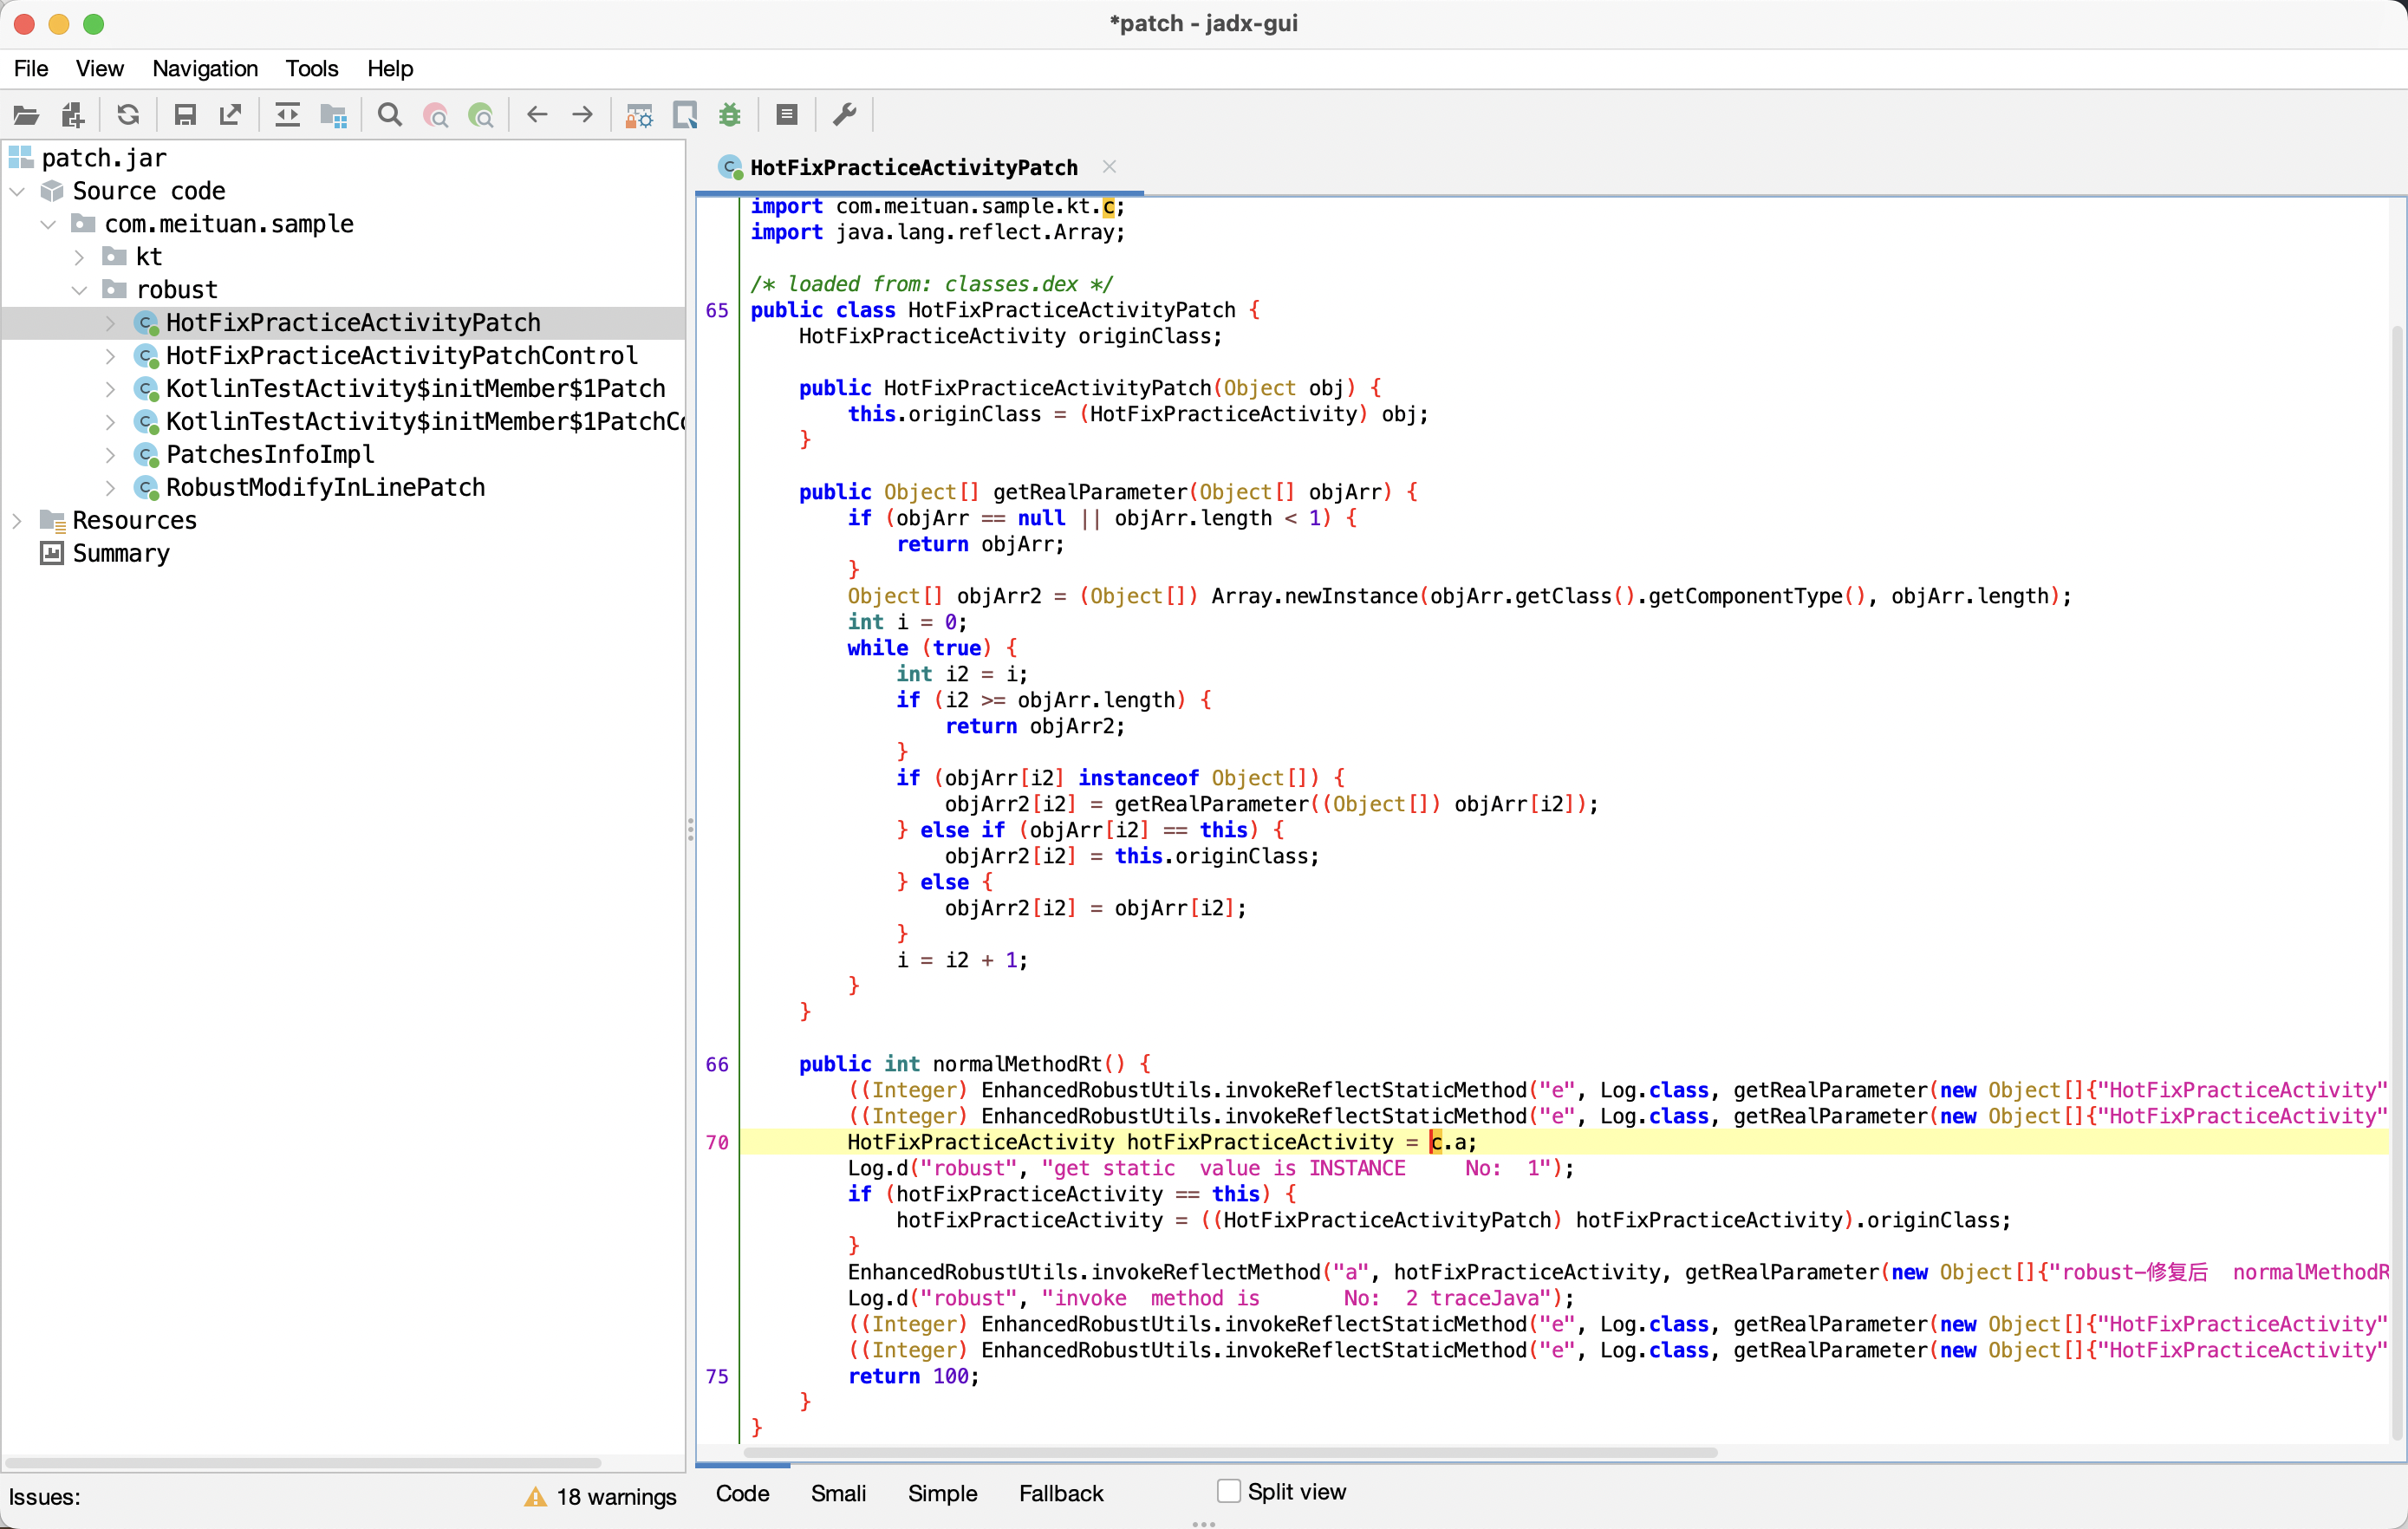 *patch - jadx-gui
File View Navigation Tools Help
patch.jar
Source code
com.meituan.sample
kt
robust
HotFixPracticeActivityPatch
HotFixPracticeActivityPatchControl
KotlinTestActivity$initMember$1Patch
KotlinTestActivity$initMember$1PatchCo
PatchesInfoImpl
RobustModifyInLinePatch
Resources
Summary
Issues: 18 warnings
HotFixPracticeActivityPatch
import com.meituan.sample.kt.c;
import java.lang.reflect.Array;
/* loaded from: classes.dex */
65 public class HotFixPracticeActivityPatch {
HotFixPracticeActivity originClass;
public HotFixPracticeActivityPatch(Object obj) {
this.originClass = (HotFixPracticeActivity) obj;
}
public Object[] getRealParameter(Object[] objArr) {
if (objArr == null || objArr.length < 1) {
return objArr;
}
Object[] objArr2 = (Object[]) Array.newInstance(objArr.getClass().getComponentType(), objArr.length);
int i = 0;
while (true) {
int i2 = i;
if (i2 >= objArr.length) {
return objArr2;
}
if (objArr[i2] instanceof Object[]) {
objArr2[i2] = getRealParameter((Object[]) objArr[i2]);
} else if (objArr[i2] == this) {
objArr2[i2] = this.originClass;
} else {
objArr2[i2] = objArr[i2];
}
i = i2 + 1;
}
}
66 public int normalMethodRt() {
((Integer) EnhancedRobustUtils.invokeReflectStaticMethod("e", Log.class, getRealParameter(new Object[]{"HotFixPracticeActivity"
((Integer) EnhancedRobustUtils.invokeReflectStaticMethod("e", Log.class, getRealParameter(new Object[]{"HotFixPracticeActivity"
70 HotFixPracticeActivity hotFixPracticeActivity = c.a;
Log.d("robust", "get static  value is INSTANCE     No:  1");
if (hotFixPracticeActivity == this) {
hotFixPracticeActivity = ((HotFixPracticeActivityPatch) hotFixPracticeActivity).originClass;
}
EnhancedRobustUtils.invokeReflectMethod("a", hotFixPracticeActivity, getRealParameter(new Object[]{"robust-修复后  normalMethodR
Log.d("robust", "invoke  method is       No:  2 traceJava");
((Integer) EnhancedRobustUtils.invokeReflectStaticMethod("e", Log.class, getRealParameter(new Object[]{"HotFixPracticeActivity"
((Integer) EnhancedRobustUtils.invokeReflectStaticMethod("e", Log.class, getRealParameter(new Object[]{"HotFixPracticeActivity"
75 return 100;
}
}
Code Smali Simple Fallback Split view